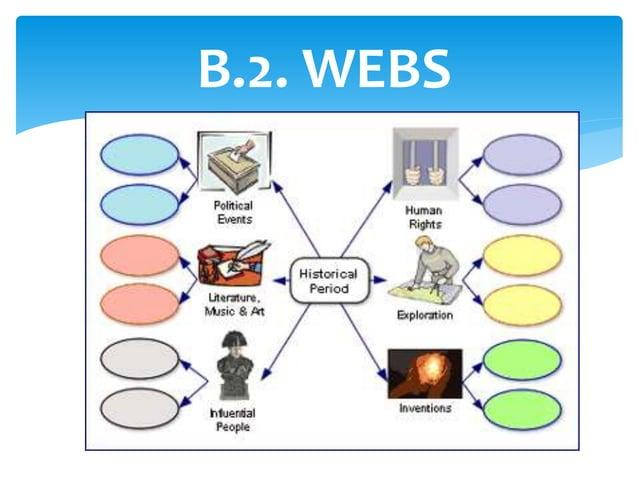 B.2. WEBS
Political
Events
Human
Rights
Historical
Period
Literature,
Music & Art
Exploration
Influential
People
Inventions